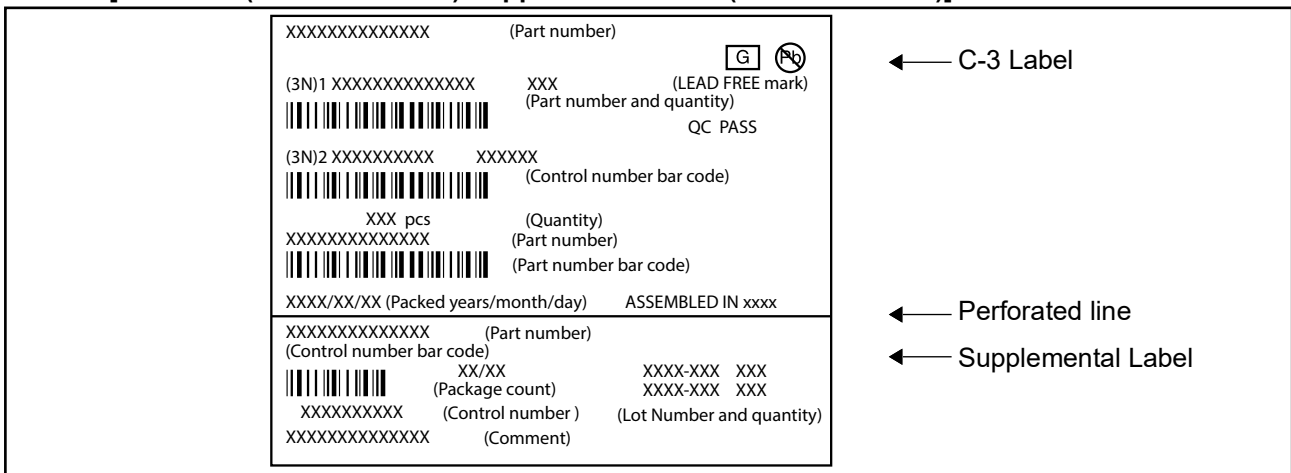 XXXXXXXXXXXXXX (Part number)
G Pb
C-3 Label
(3N)1 XXXXXXXXXXXXXX XXX (LEAD FREE mark)
(Part number and quantity)
QC PASS
(3N)2 XXXXXXXXXX XXXXXX
(Control number bar code)
XXX pcs (Quantity)
XXXXXXXXXXXXXX (Part number)
(Part number bar code)
XXXX/XX/XX (Packed years/month/day) ASSEMBLED IN xxxx
Perforated line
XXXXXXXXXXXXXX (Part number)
(Control number bar code)
Supplemental Label
XX/XX XXXX-XXX XXX
(Package count) XXXX-XXX XXX
XXXXXXXXXX (Control number ) (Lot Number and quantity)
XXXXXXXXXXXXXX (Comment)